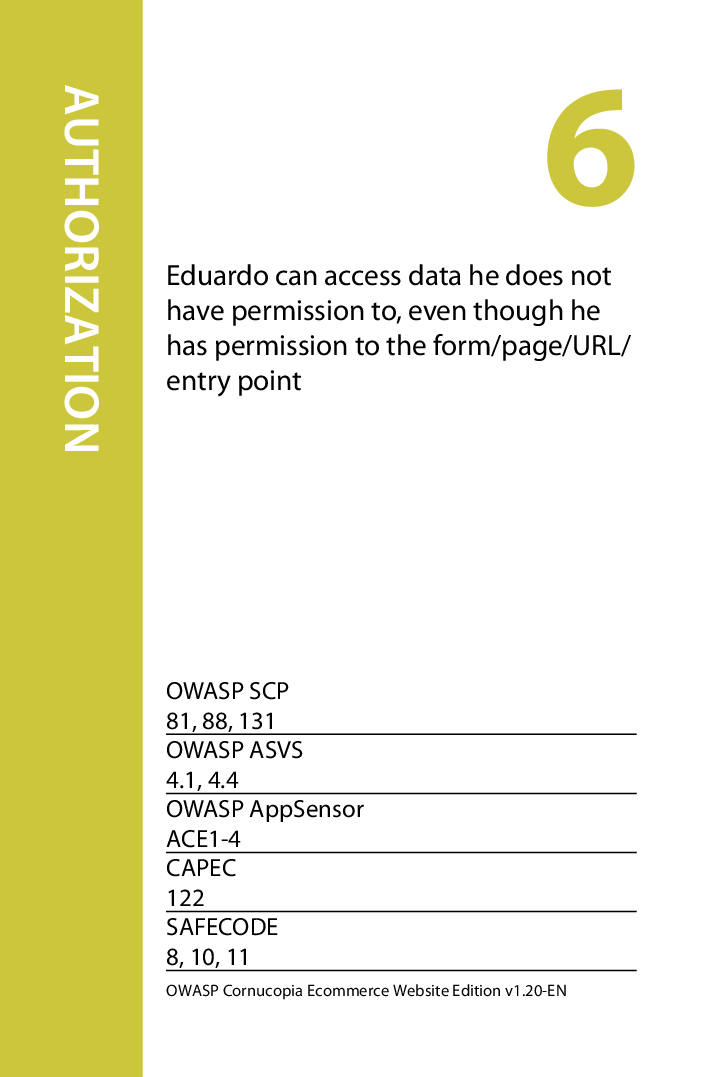 AUTHORIZATION
6
Eduardo can access data he does not
have permission to, even though he
has permission to the form/page/URL/
entry point
OWASP SCP
81, 88, 131
OWASP ASVS
4.1, 4.4
OWASP AppSensor
ACE1-4
CAPEC
122
SAFECODE
8, 10, 11
OWASP Cornucopia Ecommerce Website Edition v1.20-EN